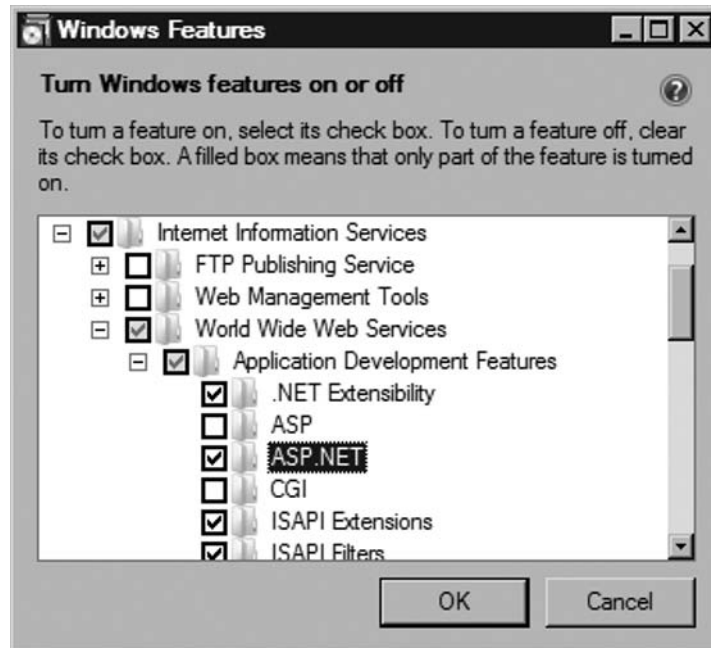 Windows Features
Turn Windows features on or off
To turn a feature on, select its check box. To turn a feature off, clear
its check box. A filled box means that only part of the feature is turned
on.
Internet Information Services
FTP Publishing Service
Web Management Tools
World Wide Web Services
Application Development Features
.NET Extensibility
ASP
ASP.NET
CGI
ISAPI Extensions
ISAPI Filters
OK Cancel